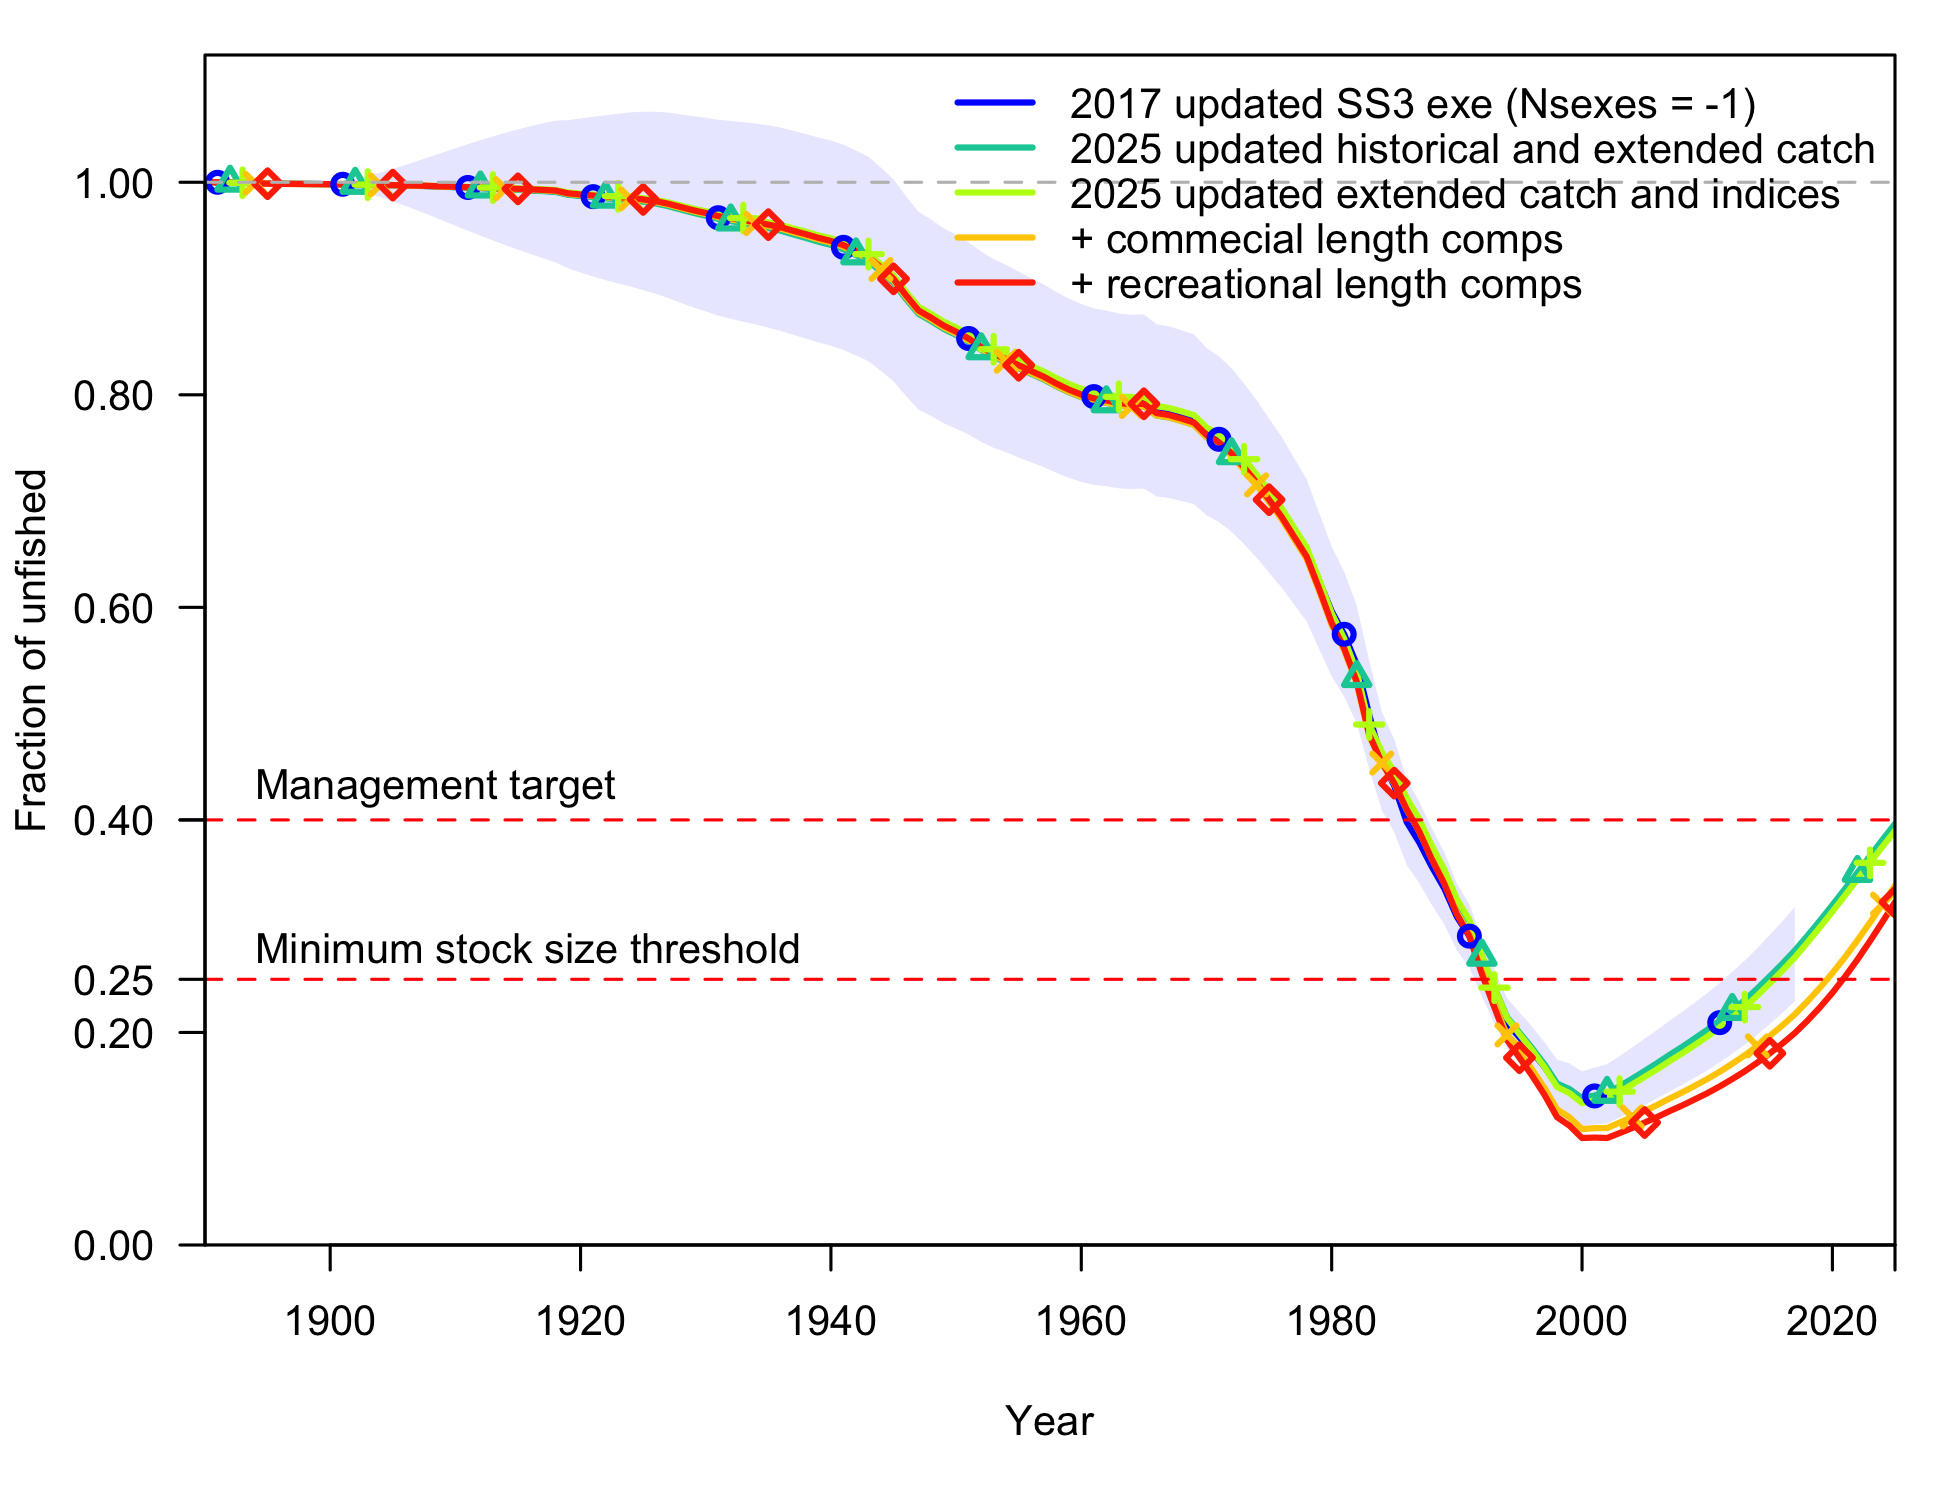 2017 updated SS3 exe (Nsexes = -1)
2025 updated historical and extended catch
2025 updated extended catch and indices
+ commecial length comps
+ recreational length comps
1.00
0.80
0.60
0.40
0.25
0.20
0.00
Fraction of unfished
Management target
Minimum stock size threshold
1900
1920
1940
1960
1980
2000
2020
Year